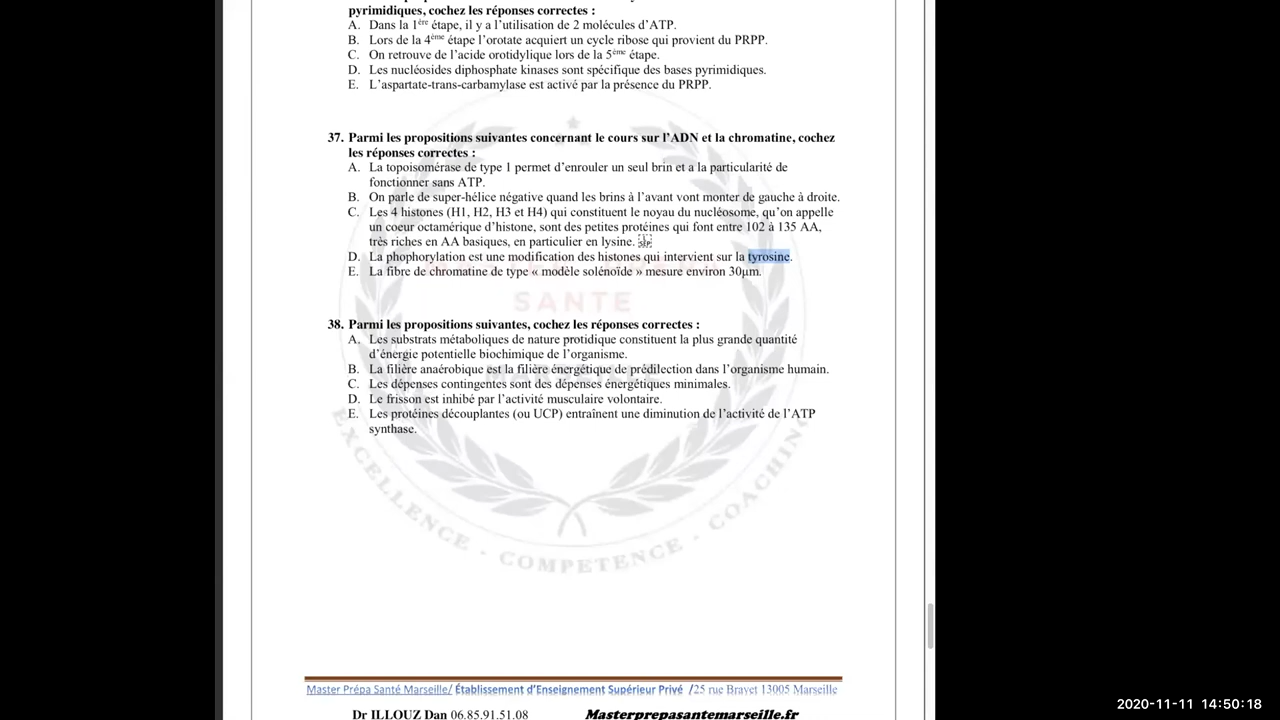 pyrimidiques, cochez les réponses correctes :
A. Dans la 1ère étape, il y a l’utilisation de 2 molécules d’ATP.
B. Lors de la 4ème étape l’orotate acquiert un cycle ribose qui provient du PRPP.
C. On retrouve de l’acide orotidylique lors de la 5ème étape.
D. Les nucléosides diphosphate kinases sont spécifique des bases pyrimidiques.
E. L’aspartate-trans-carbamylase est activé par la présence du PRPP.
37. Parmi les propositions suivantes concernant le cours sur l’ADN et la chromatine, cochez
les réponses correctes :
A. La topoisomérase de type 1 permet d’enrouler un seul brin et a la particularité de
fonctionner sans ATP.
B. On parle de super-hélice négative quand les brins à l’avant vont monter de gauche à droite.
C. Les 4 histones (H1, H2, H3 et H4) qui constituent le noyau du nucléosome, qu’on appelle
un coeur octamérique d’histone, sont des petites protéines qui font entre 102 à 135 AA,
très riches en AA basiques, en particulier en lysine.
D. La phophorylation est une modification des histones qui intervient sur la tyrosine.
E. La fibre de chromatine de type « modèle solénoïde » mesure environ 30µm.
SANTE
38. Parmi les propositions suivantes, cochez les réponses correctes :
A. Les substrats métaboliques de nature protidique constituent la plus grande quantité
d’énergie potentielle biochimique de l’organisme.
B. La filière anaérobique est la filière énergétique de prédilection dans l’organisme humain.
C. Les dépenses contingentes sont des dépenses énergétiques minimales.
D. Le frisson est inhibé par l’activité musculaire volontaire.
E. Les protéines découplantes (ou UCP) entraînent une diminution de l’activité de l’ATP
synthase.
EXCELLENCE - COMPETENCE - COACHING
Master Prépa Santé Marseille/ Établissement d’Enseignement Supérieur Privé /25 rue Brayet 13005 Marseille
Dr ILLOUZ Dan 06.85.91.51.08 Masterprepasantemarseille.fr
2020-11-11 14:50:18